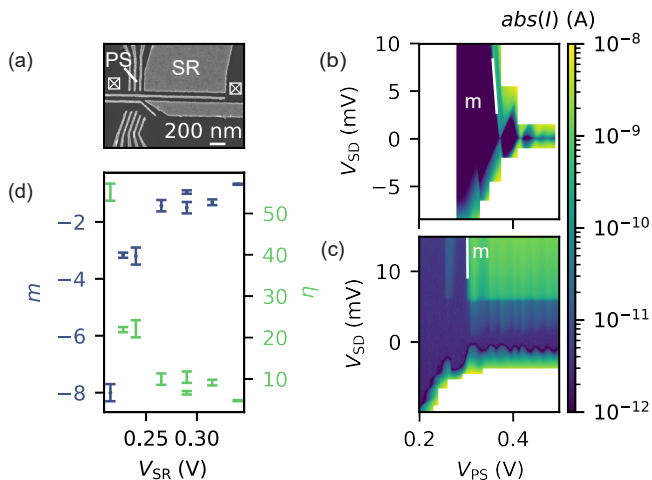 abs(I) (A)
(a)
PS
SR
200 nm
(b)
10
5
0
−5
V_SD (mV)
m
10⁻⁸
10⁻⁹
10⁻¹⁰
10⁻¹¹
10⁻¹²
(d)
−2
−4
−6
−8
m
50
40
30
20
10
η
0.25
0.30
V_SR (V)
(c)
10
0
V_SD (mV)
m
0.2
0.4
V_PS (V)